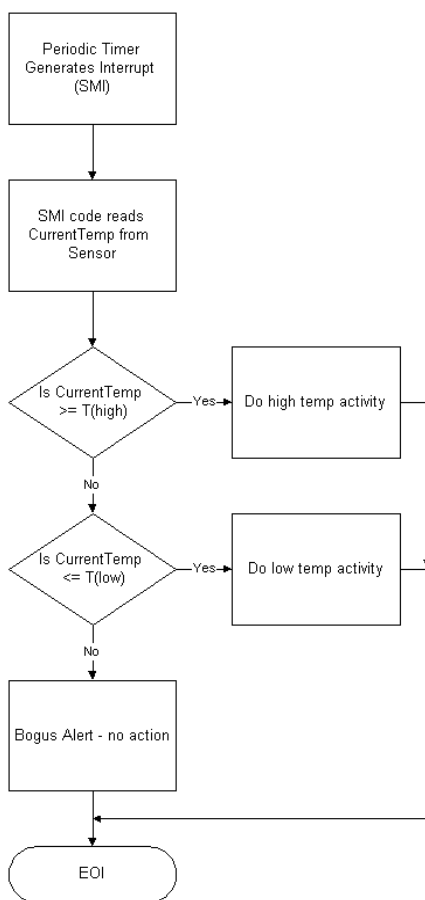 Periodic Timer
Generates Interrupt
(SMI)
SMI code reads
CurrentTemp from
Sensor
Is CurrentTemp
>= T(high)
Yes
Do high temp activity
No
Is CurrentTemp
<= T(low)
Yes
Do low temp activity
No
Bogus Alert - no action
EOI